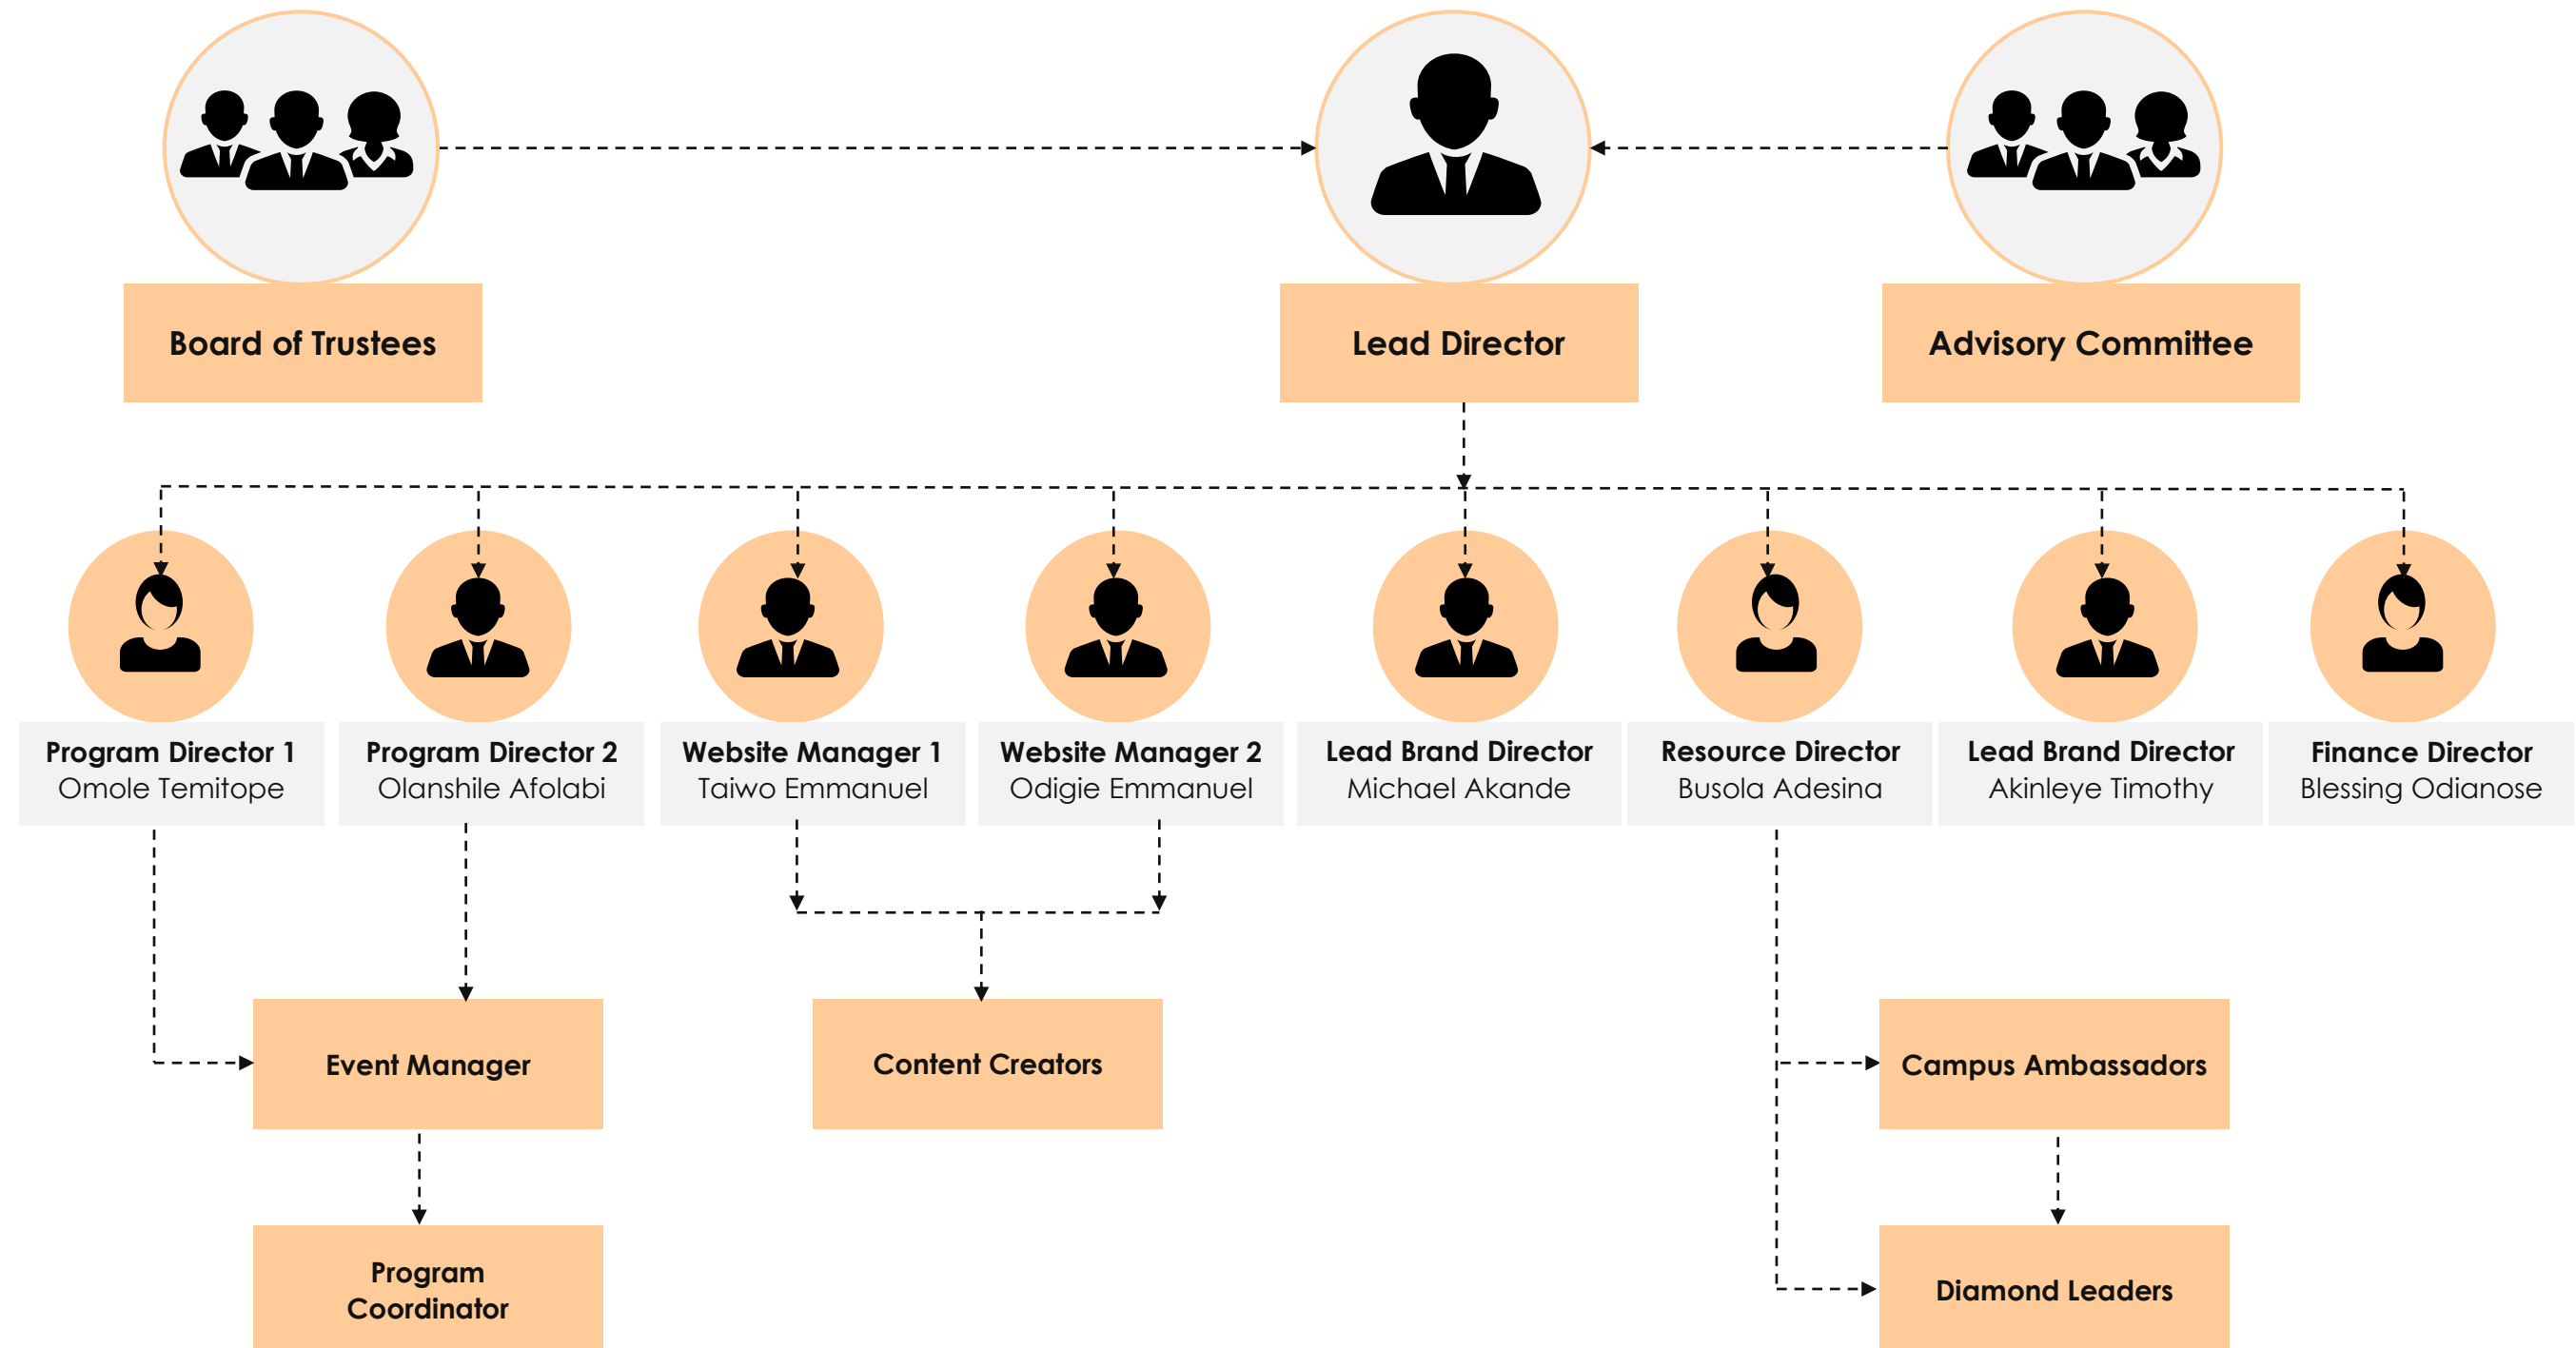 Board of Trustees
Lead Director
Advisory Committee
Program Director 1
Omole Temitope
Program Director 2
Olanshile Afolabi
Website Manager 1
Taiwo Emmanuel
Website Manager 2
Odigie Emmanuel
Lead Brand Director
Michael Akande
Resource Director
Busola Adesina
Lead Brand Director
Akinleye Timothy
Finance Director
Blessing Odianose
Event Manager
Content Creators
Campus Ambassadors
Program
Coordinator
Diamond Leaders